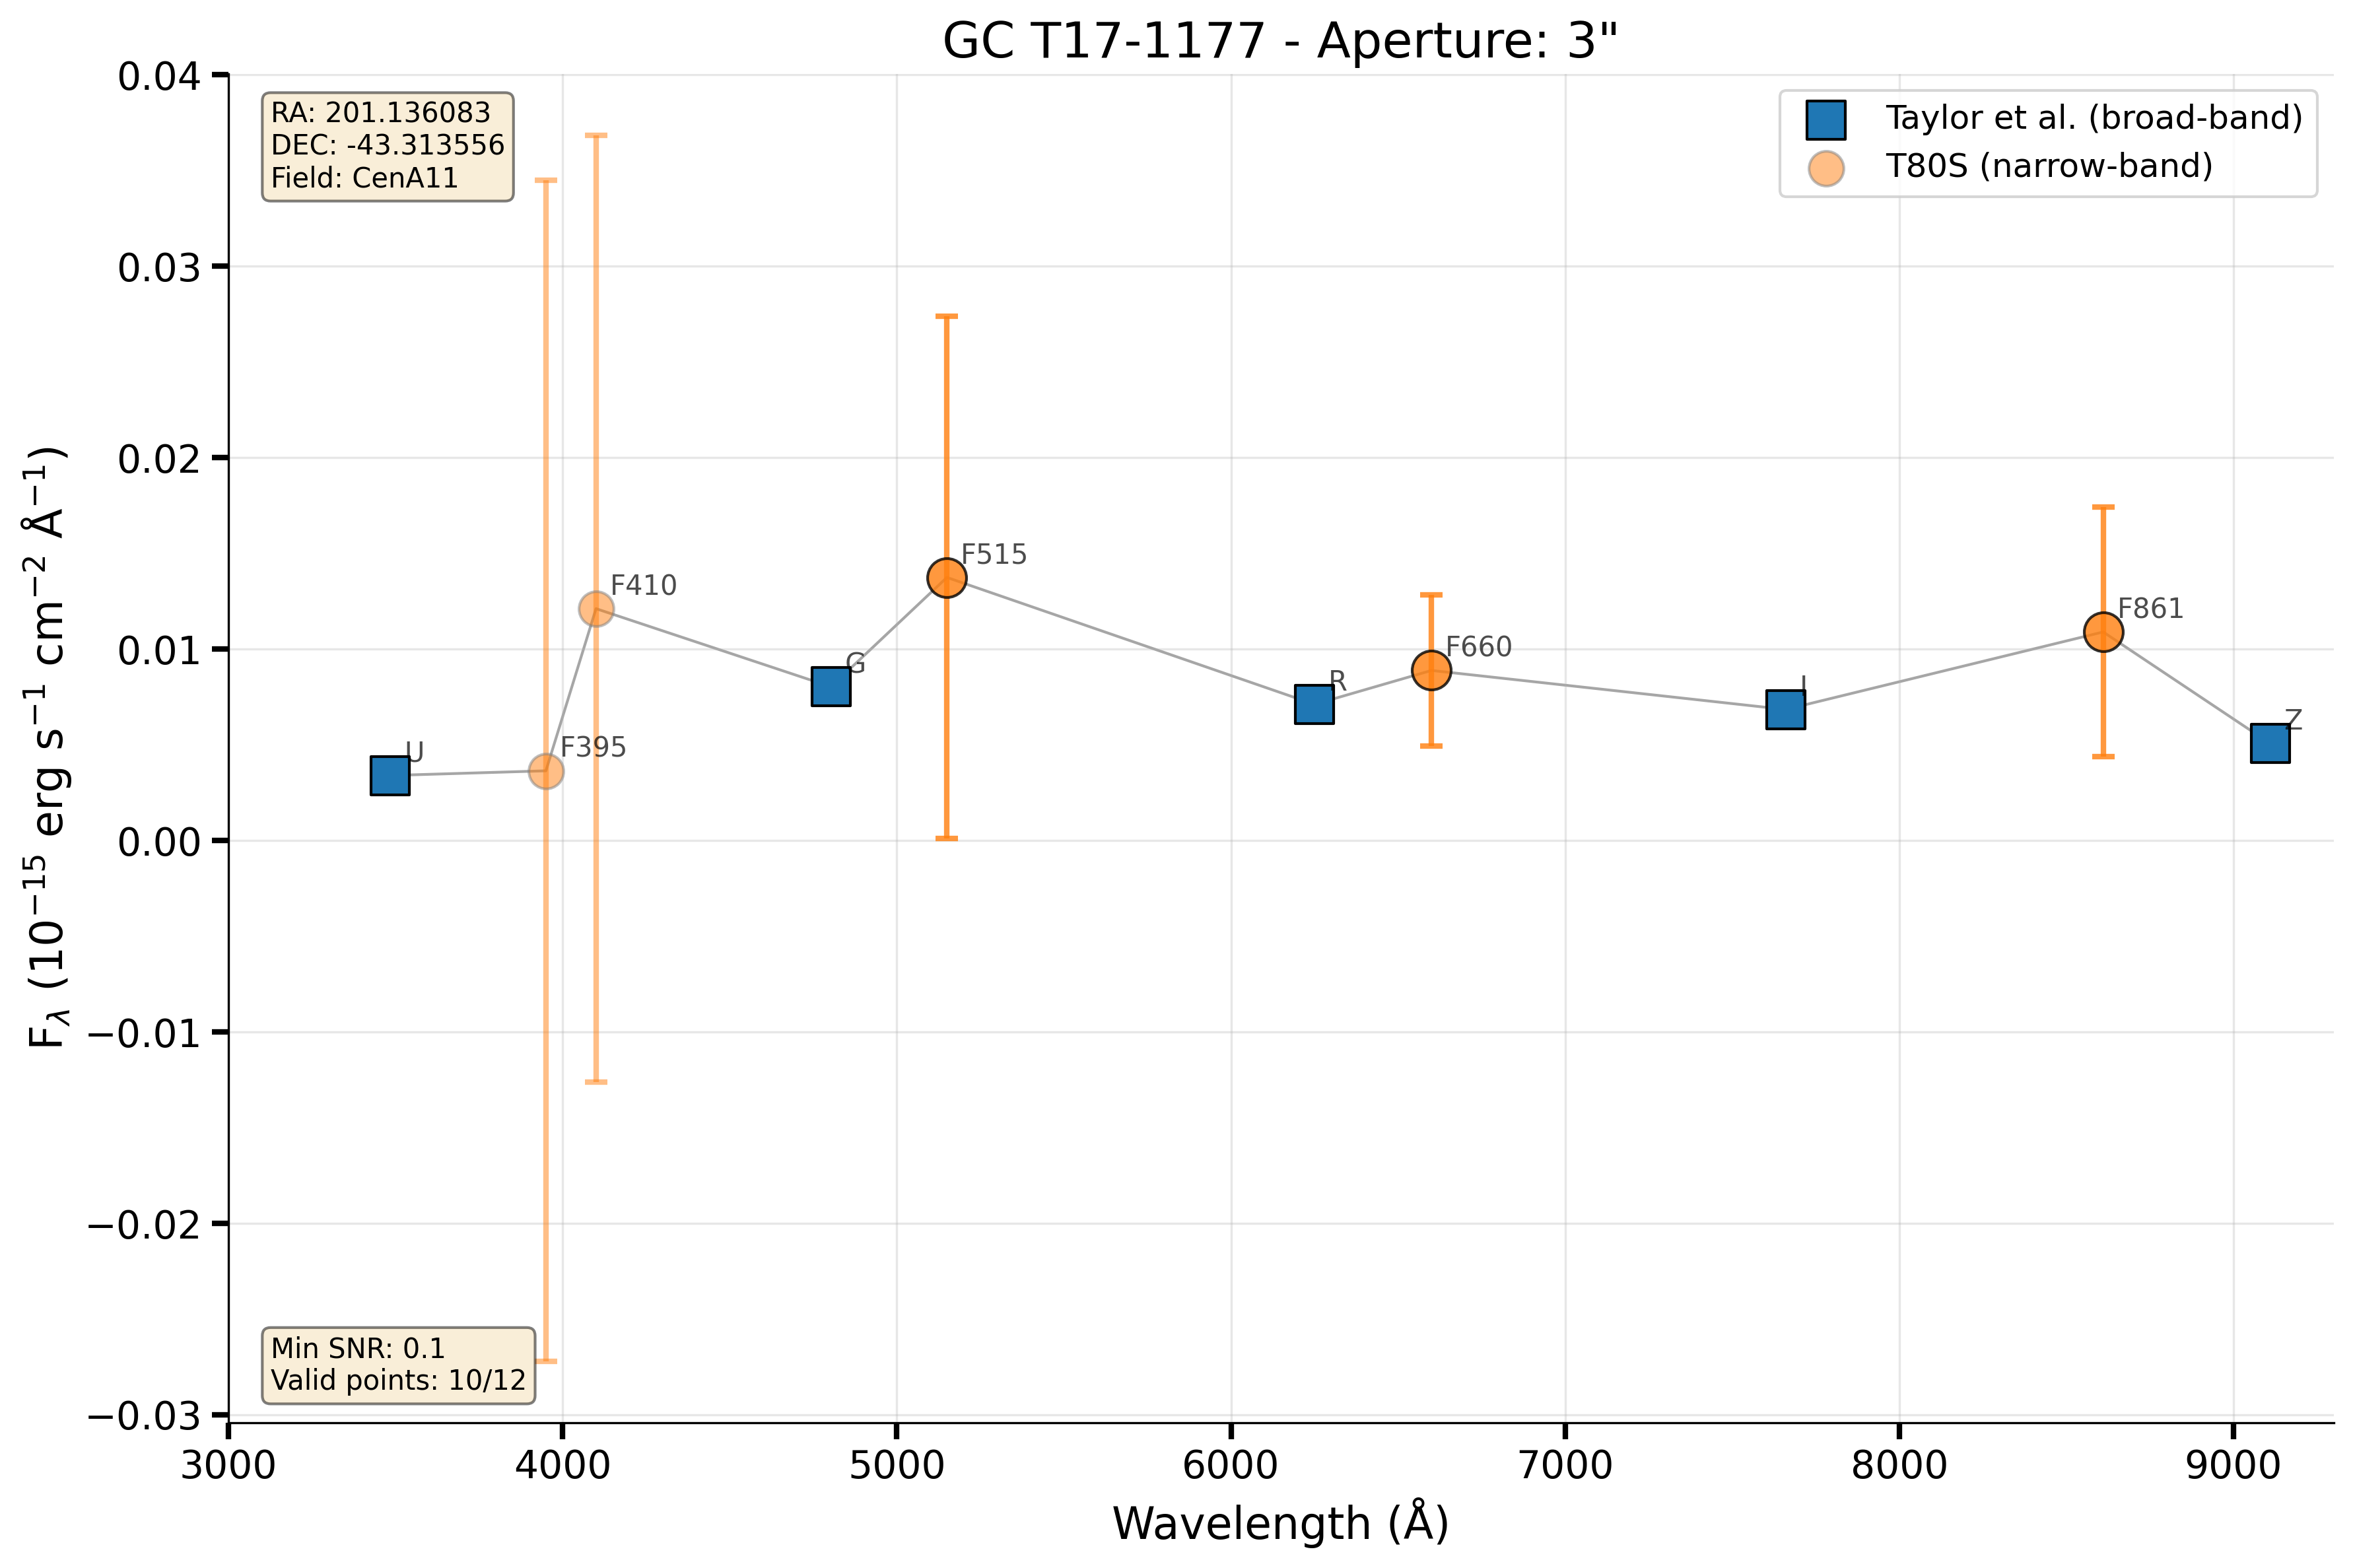 GC T17-1177 - Aperture: 3"
RA: 201.136083
DEC: -43.313556
Field: CenA11
Taylor et al. (broad-band)
T80S (narrow-band)
0.04
0.03
0.02
0.01
0.00
−0.01
−0.02
−0.03
F$_{λ}$ (10$^{−15}$ erg s$^{−1}$ cm$^{−2}$ Å$^{−1}$)
U
F395
F410
G
F515
R
F660
I
F861
Z
Min SNR: 0.1
Valid points: 10/12
3000 4000 5000 6000 7000 8000 9000
Wavelength (Å)